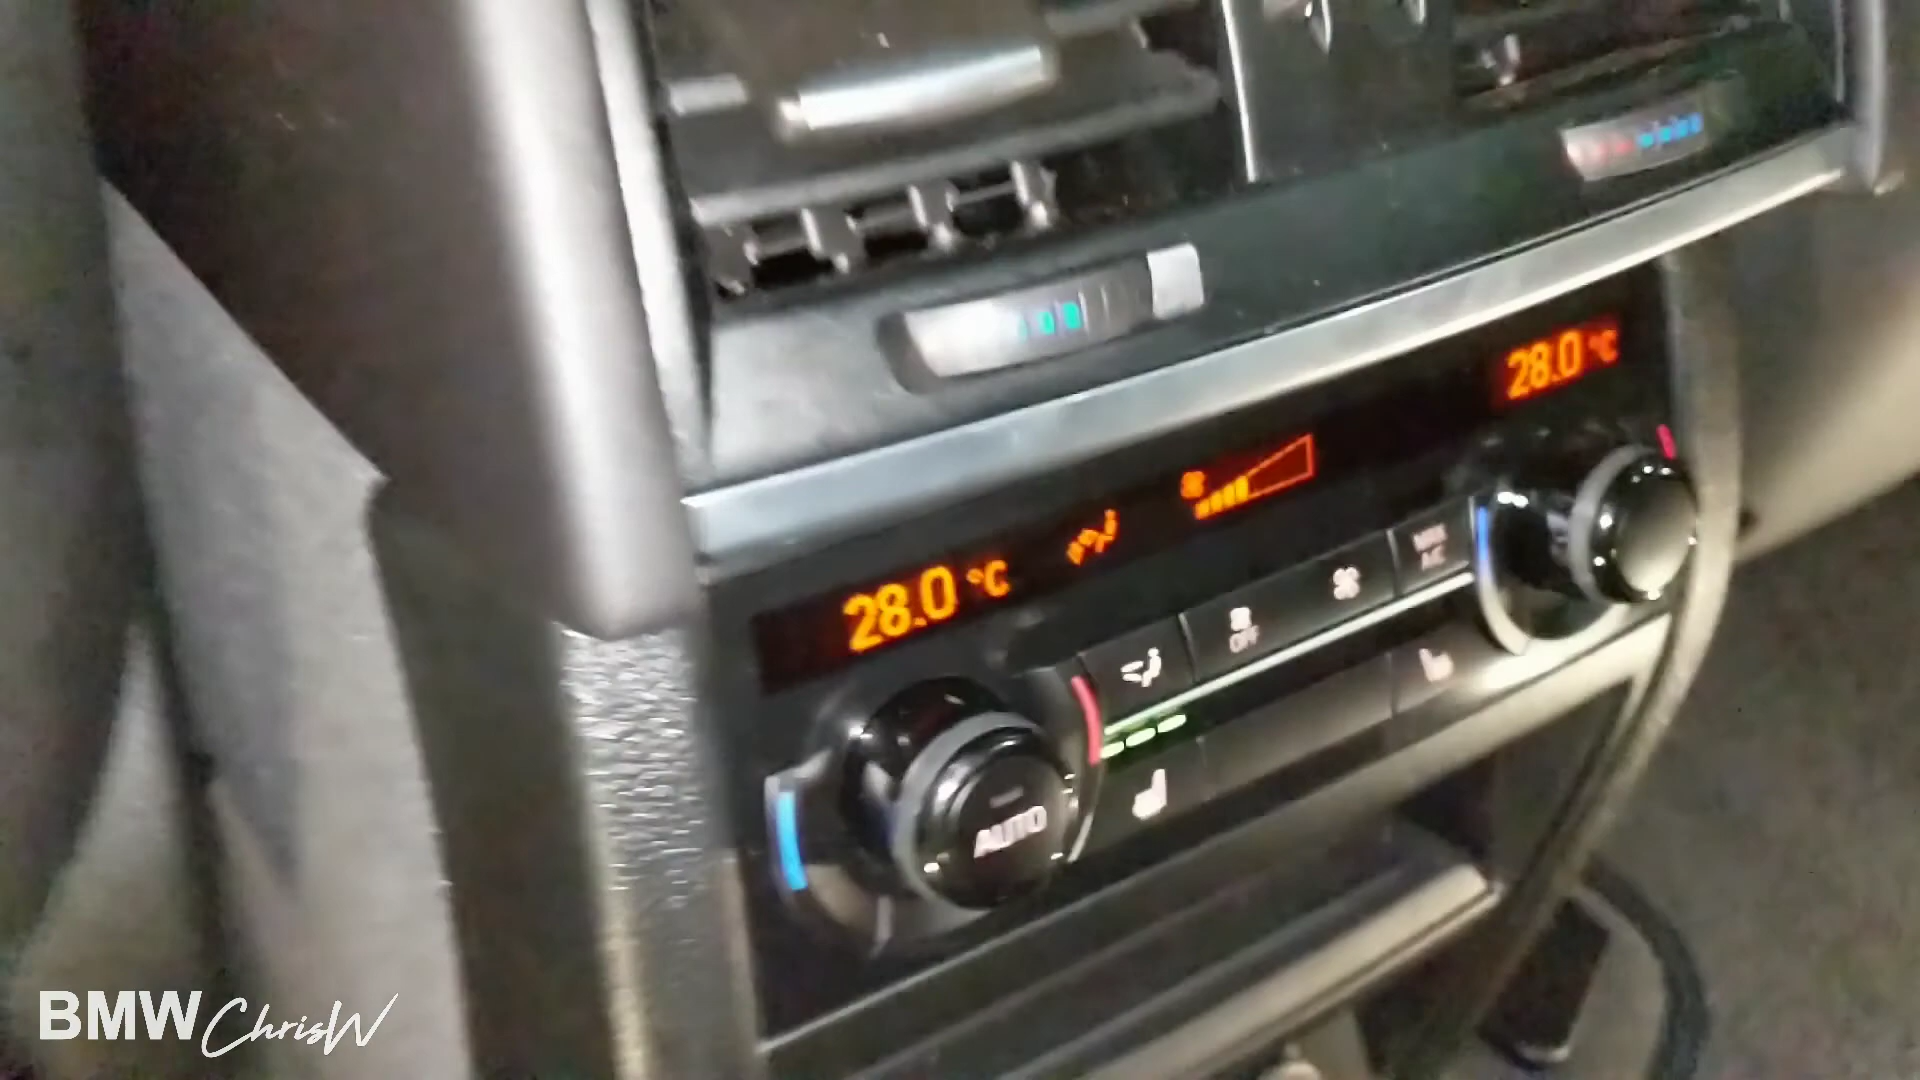 28.0 °C
28.0 °C
OFF
MAX
A/C
AUTO
BMW ChrisW